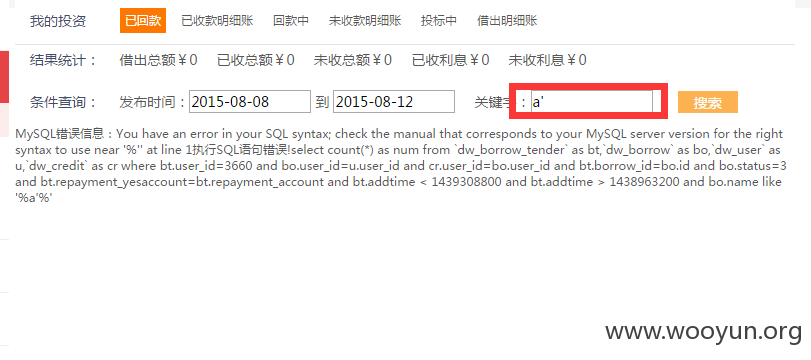 我的投资 已回款 已收款明细账 回款中 未收款明细账 投标中 借出明细账
结果统计： 借出总额￥0 已收总额￥0 未收总额￥0 已收利息￥0 未收利息￥0
条件查询： 发布时间：2015-08-08 到 2015-08-12 关键字：a' 搜索
MySQL错误信息：You have an error in your SQL syntax; check the manual that corresponds to your MySQL server version for the right
syntax to use near '%'' at line 1执行SQL语句错误!select count(*) as num from `dw_borrow_tender` as bt,`dw_borrow` as bo,`dw_user` as
u,`dw_credit` as cr where bt.user_id=3660 and bo.user_id=u.user_id and cr.user_id=bo.user_id and bt.borrow_id=bo.id and bo.status=3
and bt.repayment_yesaccount=bt.repayment_account and bt.addtime < 1439308800 and bt.addtime > 1438963200 and bo.name like
'%a'%'
www.wooyun.org